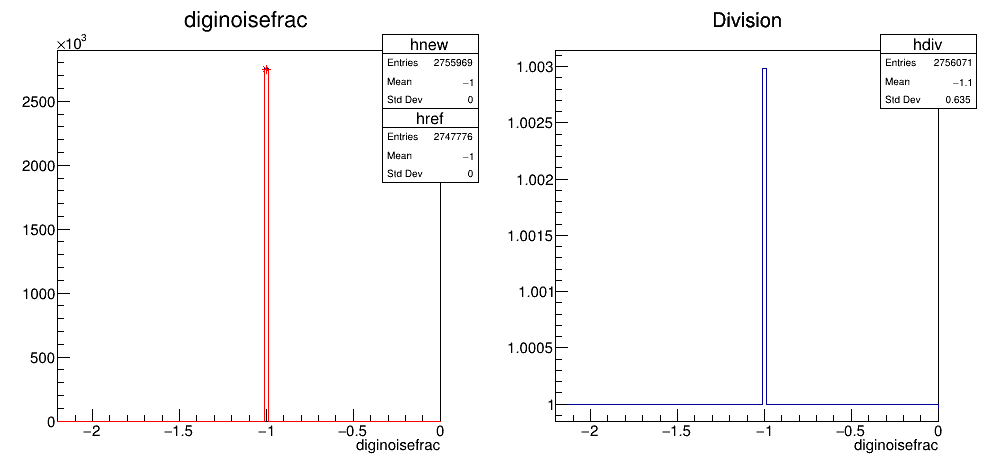 diginoisefrac
×10³
hnew
Entries 2755969
Mean −1
Std Dev 0
href
Entries 2747776
Mean −1
Std Dev 0
2500
2000
1500
1000
500
0
−2 −1.5 −1 −0.5 0
diginoisefrac
Division
hdiv
Entries 2756071
Mean −1.1
Std Dev 0.635
1.003
1.0025
1.002
1.0015
1.001
1.0005
1
−2 −1.5 −1 −0.5 0
diginoisefrac